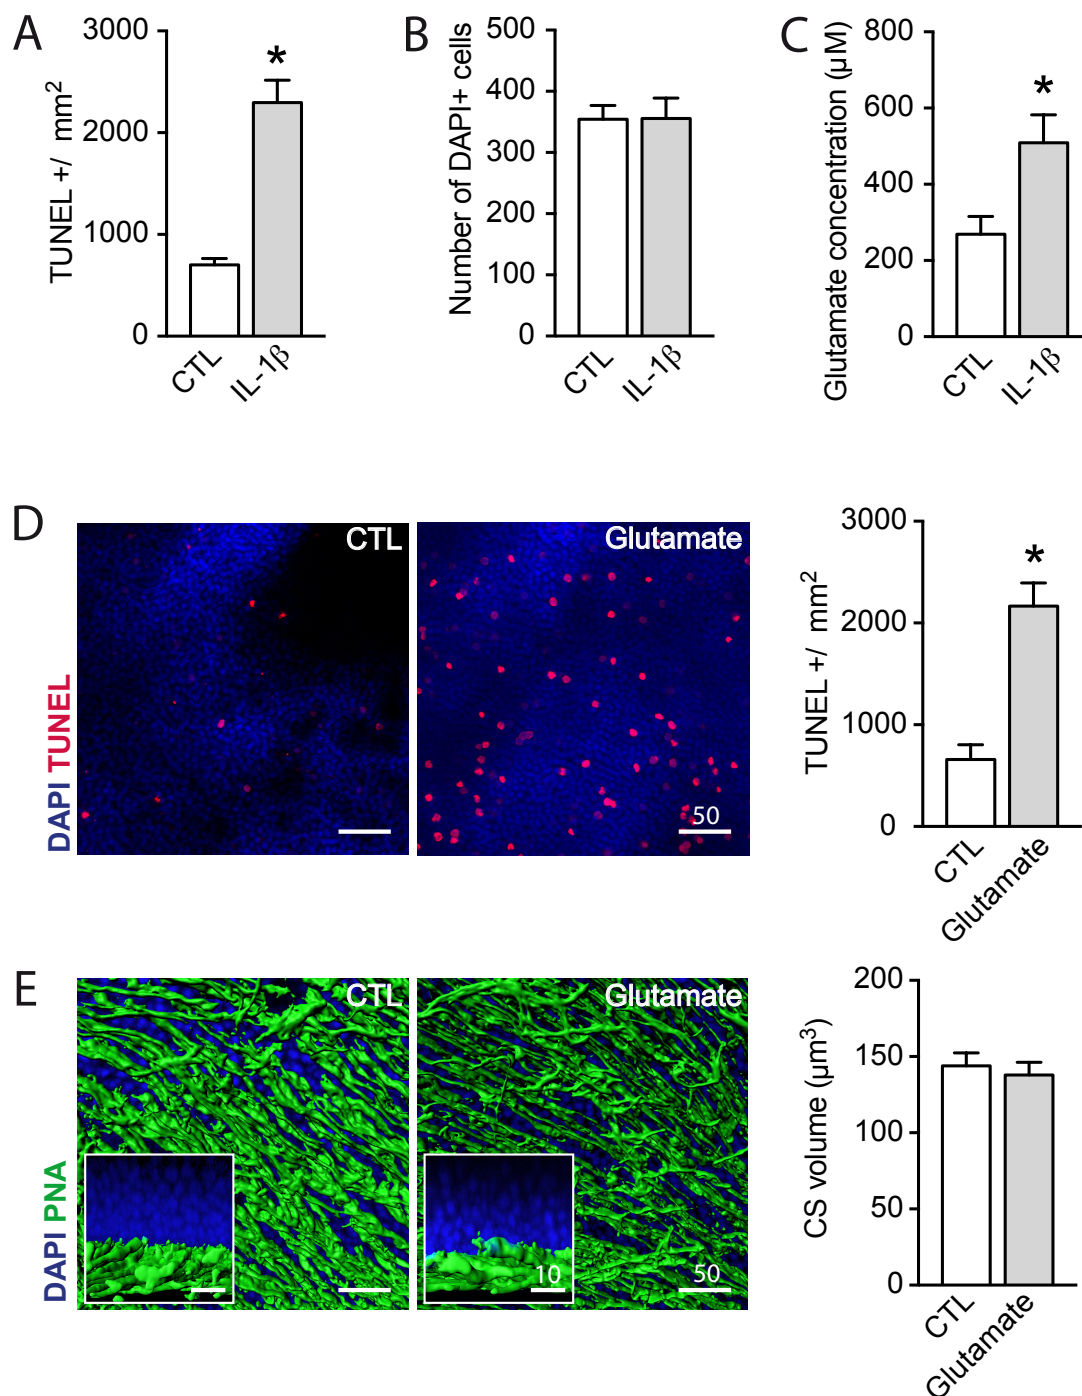 A
TUNEL +/ mm2
3000
2000
1000
0
*
CTL
IL-1β
B
Number of DAPI+ cells
500
400
300
200
100
0
CTL
IL-1β
C
Glutamate concentration (µM)
800
600
400
200
0
*
CTL
IL-1β
D
DAPI TUNEL
CTL
Glutamate
50
TUNEL +/ mm2
3000
2000
1000
0
*
CTL
Glutamate
E
DAPI PNA
CTL
Glutamate
10
50
CS volume (µm3)
200
150
100
50
0
CTL
Glutamate